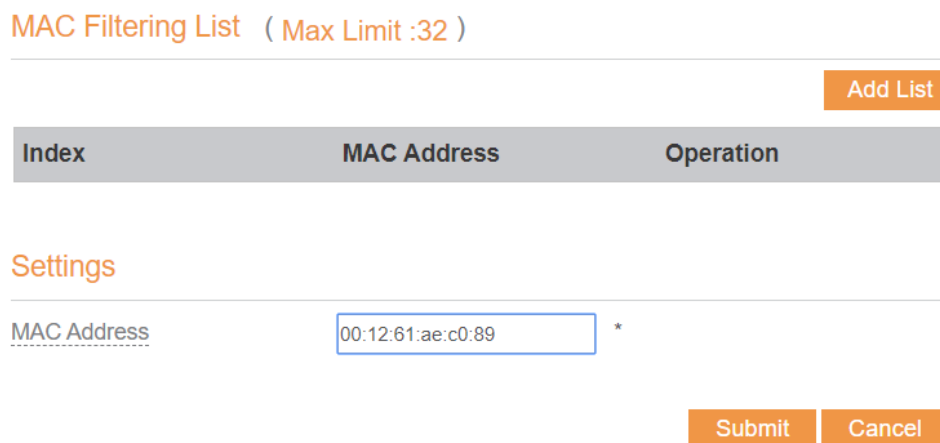 MAC Filtering List ( Max Limit :32 )
Add List
Index MAC Address Operation
Settings
MAC Address 00:12:61:ae:c0:89 *
Submit Cancel